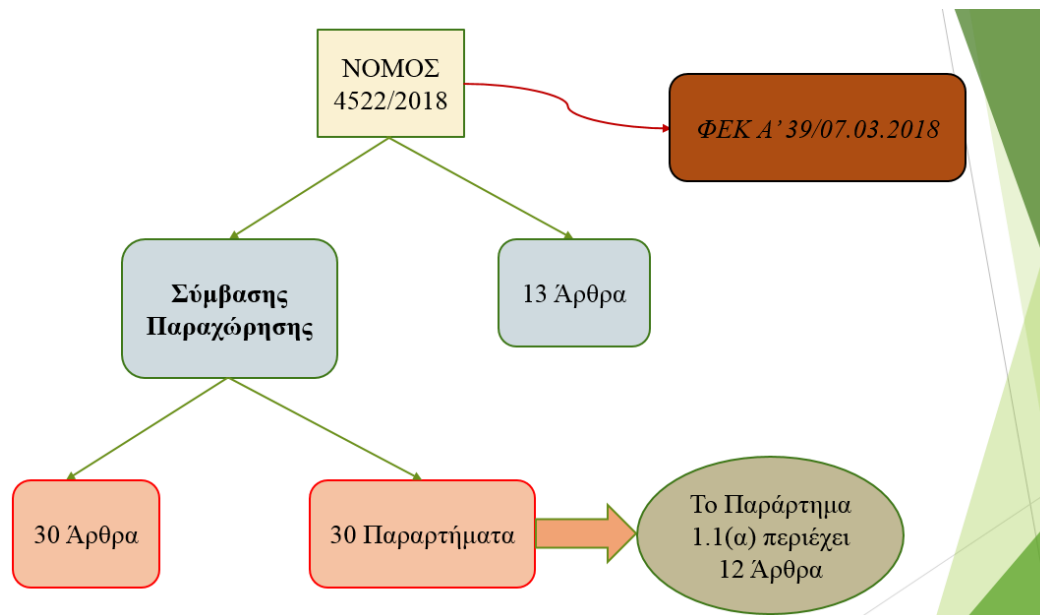 ΝΟΜΟΣ
4522/2018
ΦΕΚ Α’ 39/07.03.2018
Σύμβασης
Παραχώρησης
13 Άρθρα
30 Άρθρα
30 Παραρτήματα
Το Παράρτημα
1.1(α) περιέχει
12 Άρθρα